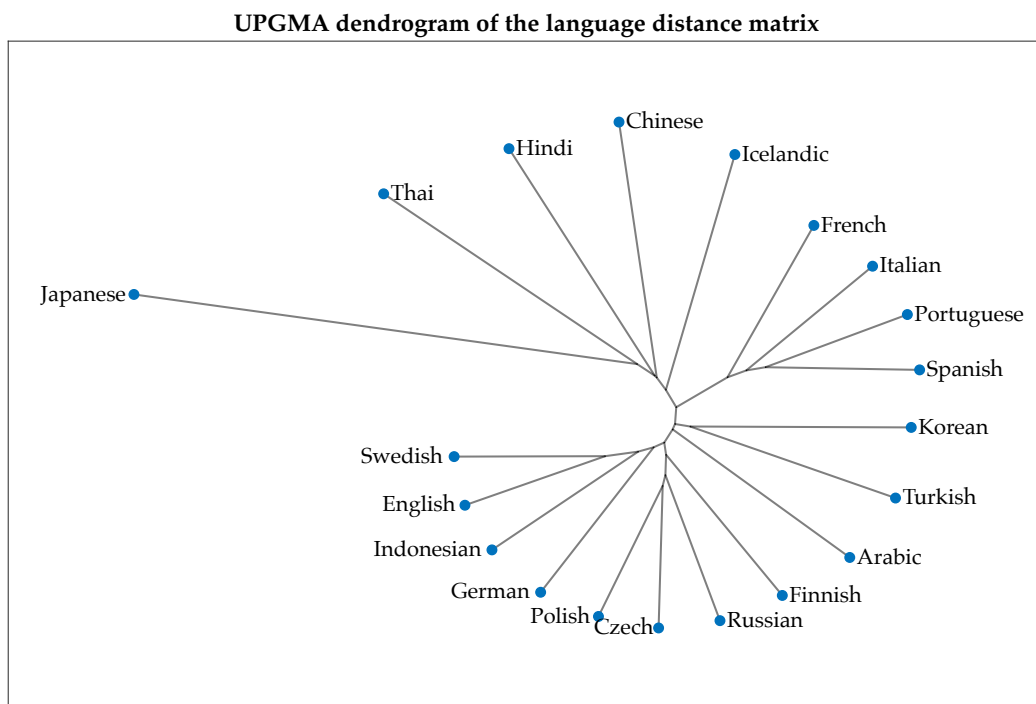 UPGMA dendrogram of the language distance matrix
Chinese
Hindi
Icelandic
Thai
French
Italian
Japanese
Portuguese
Spanish
Korean
Swedish
Turkish
English
Indonesian
Arabic
German
Finnish
Polish
Russian
Czech